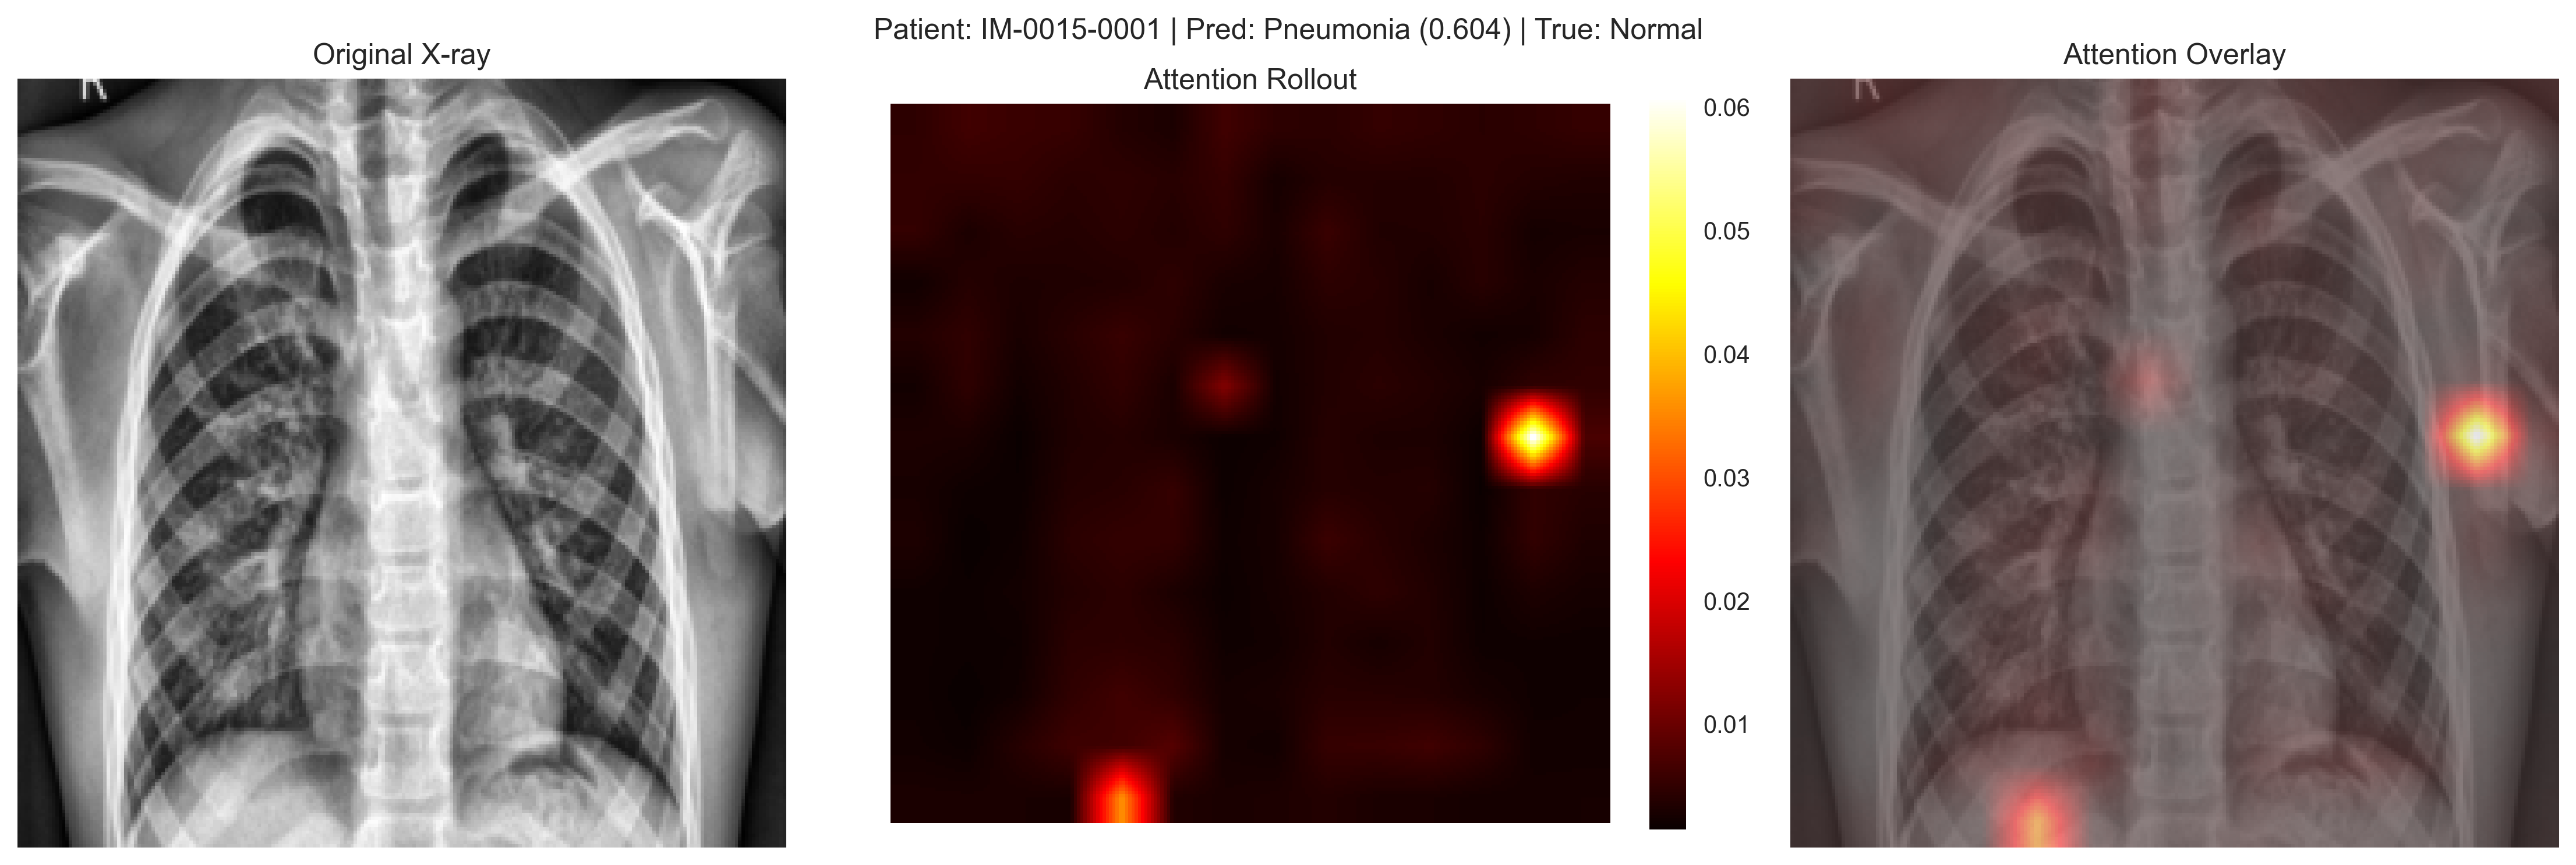 Patient: IM-0015-0001 | Pred: Pneumonia (0.604) | True: Normal
Original X-ray
Attention Rollout
Attention Overlay
R
R
0.06
0.05
0.04
0.03
0.02
0.01